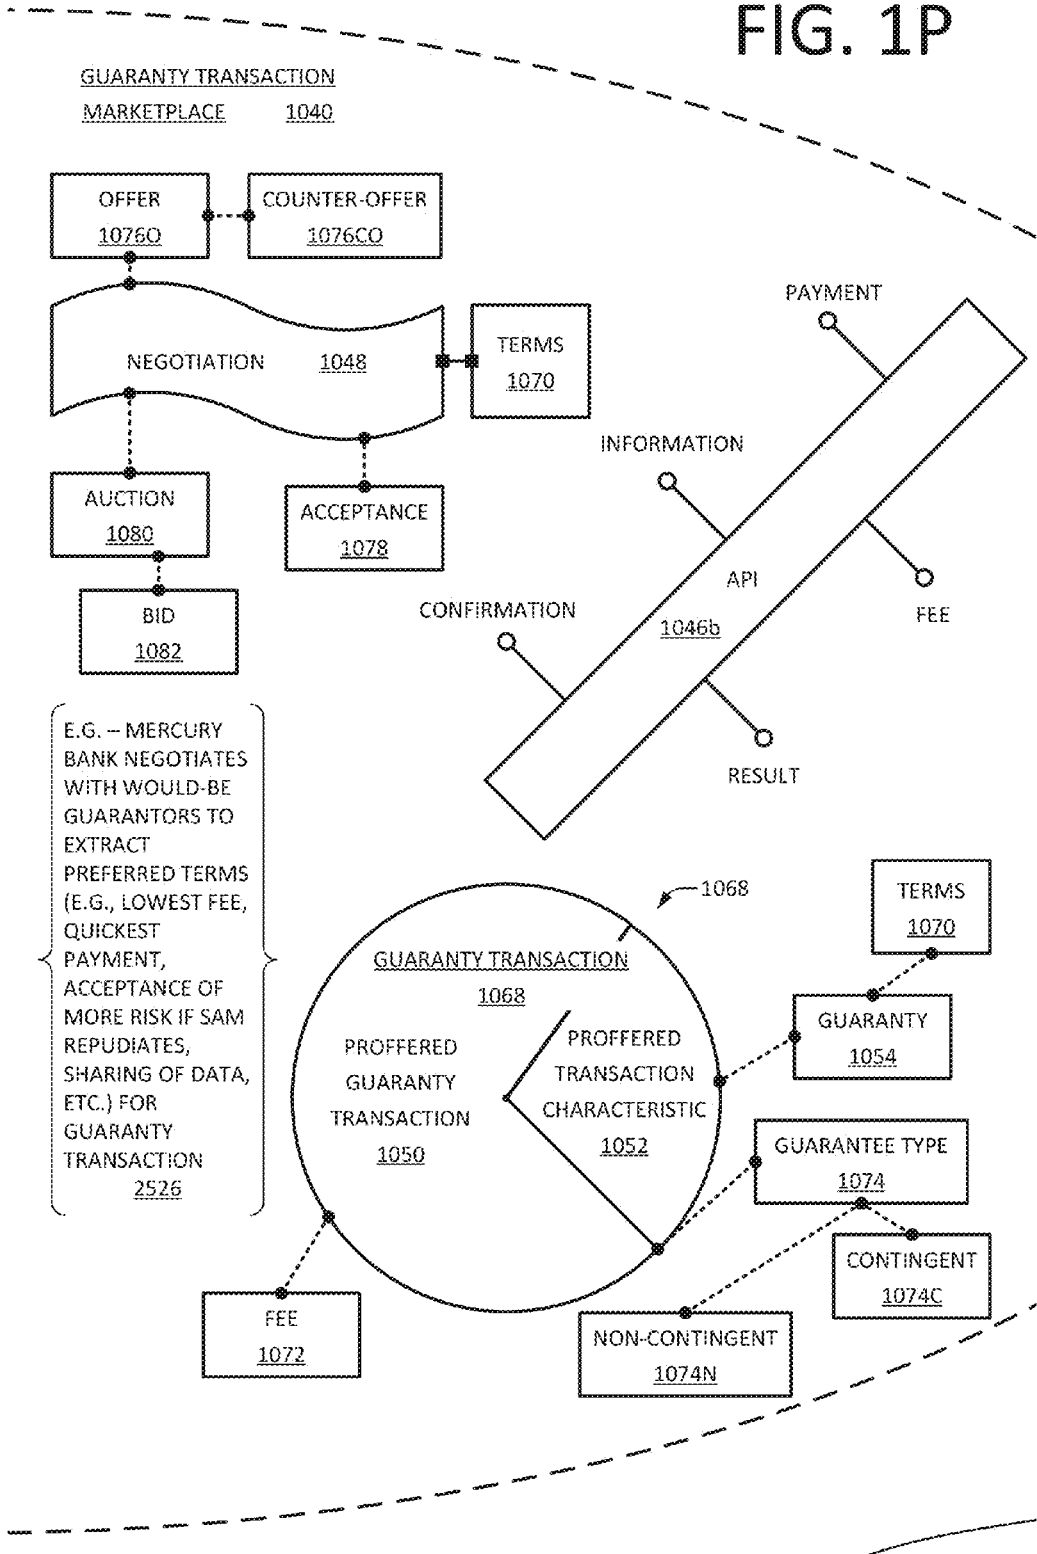 FIG. 1P
GUARANTY TRANSACTION
MARKETPLACE 1040
OFFER
1076O
COUNTER-OFFER
1076CO
NEGOTIATION 1048
TERMS
1070
AUCTION
1080
ACCEPTANCE
1078
BID
1082
PAYMENT
INFORMATION
CONFIRMATION
API
1046b
FEE
RESULT
E.G. – MERCURY
BANK NEGOTIATES
WITH WOULD-BE
GUARANTORS TO
EXTRACT
PREFERRED TERMS
(E.G., LOWEST FEE,
QUICKEST
PAYMENT,
ACCEPTANCE OF
MORE RISK IF SAM
REPUDIATES,
SHARING OF DATA,
ETC.) FOR
GUARANTY
TRANSACTION
2526
1068
GUARANTY TRANSACTION
1068
PROFFERED
GUARANTY
TRANSACTION
1050
PROFFERED
TRANSACTION
CHARACTERISTIC
1052
TERMS
1070
GUARANTY
1054
GUARANTEE TYPE
1074
CONTINGENT
1074C
NON-CONTINGENT
1074N
FEE
1072